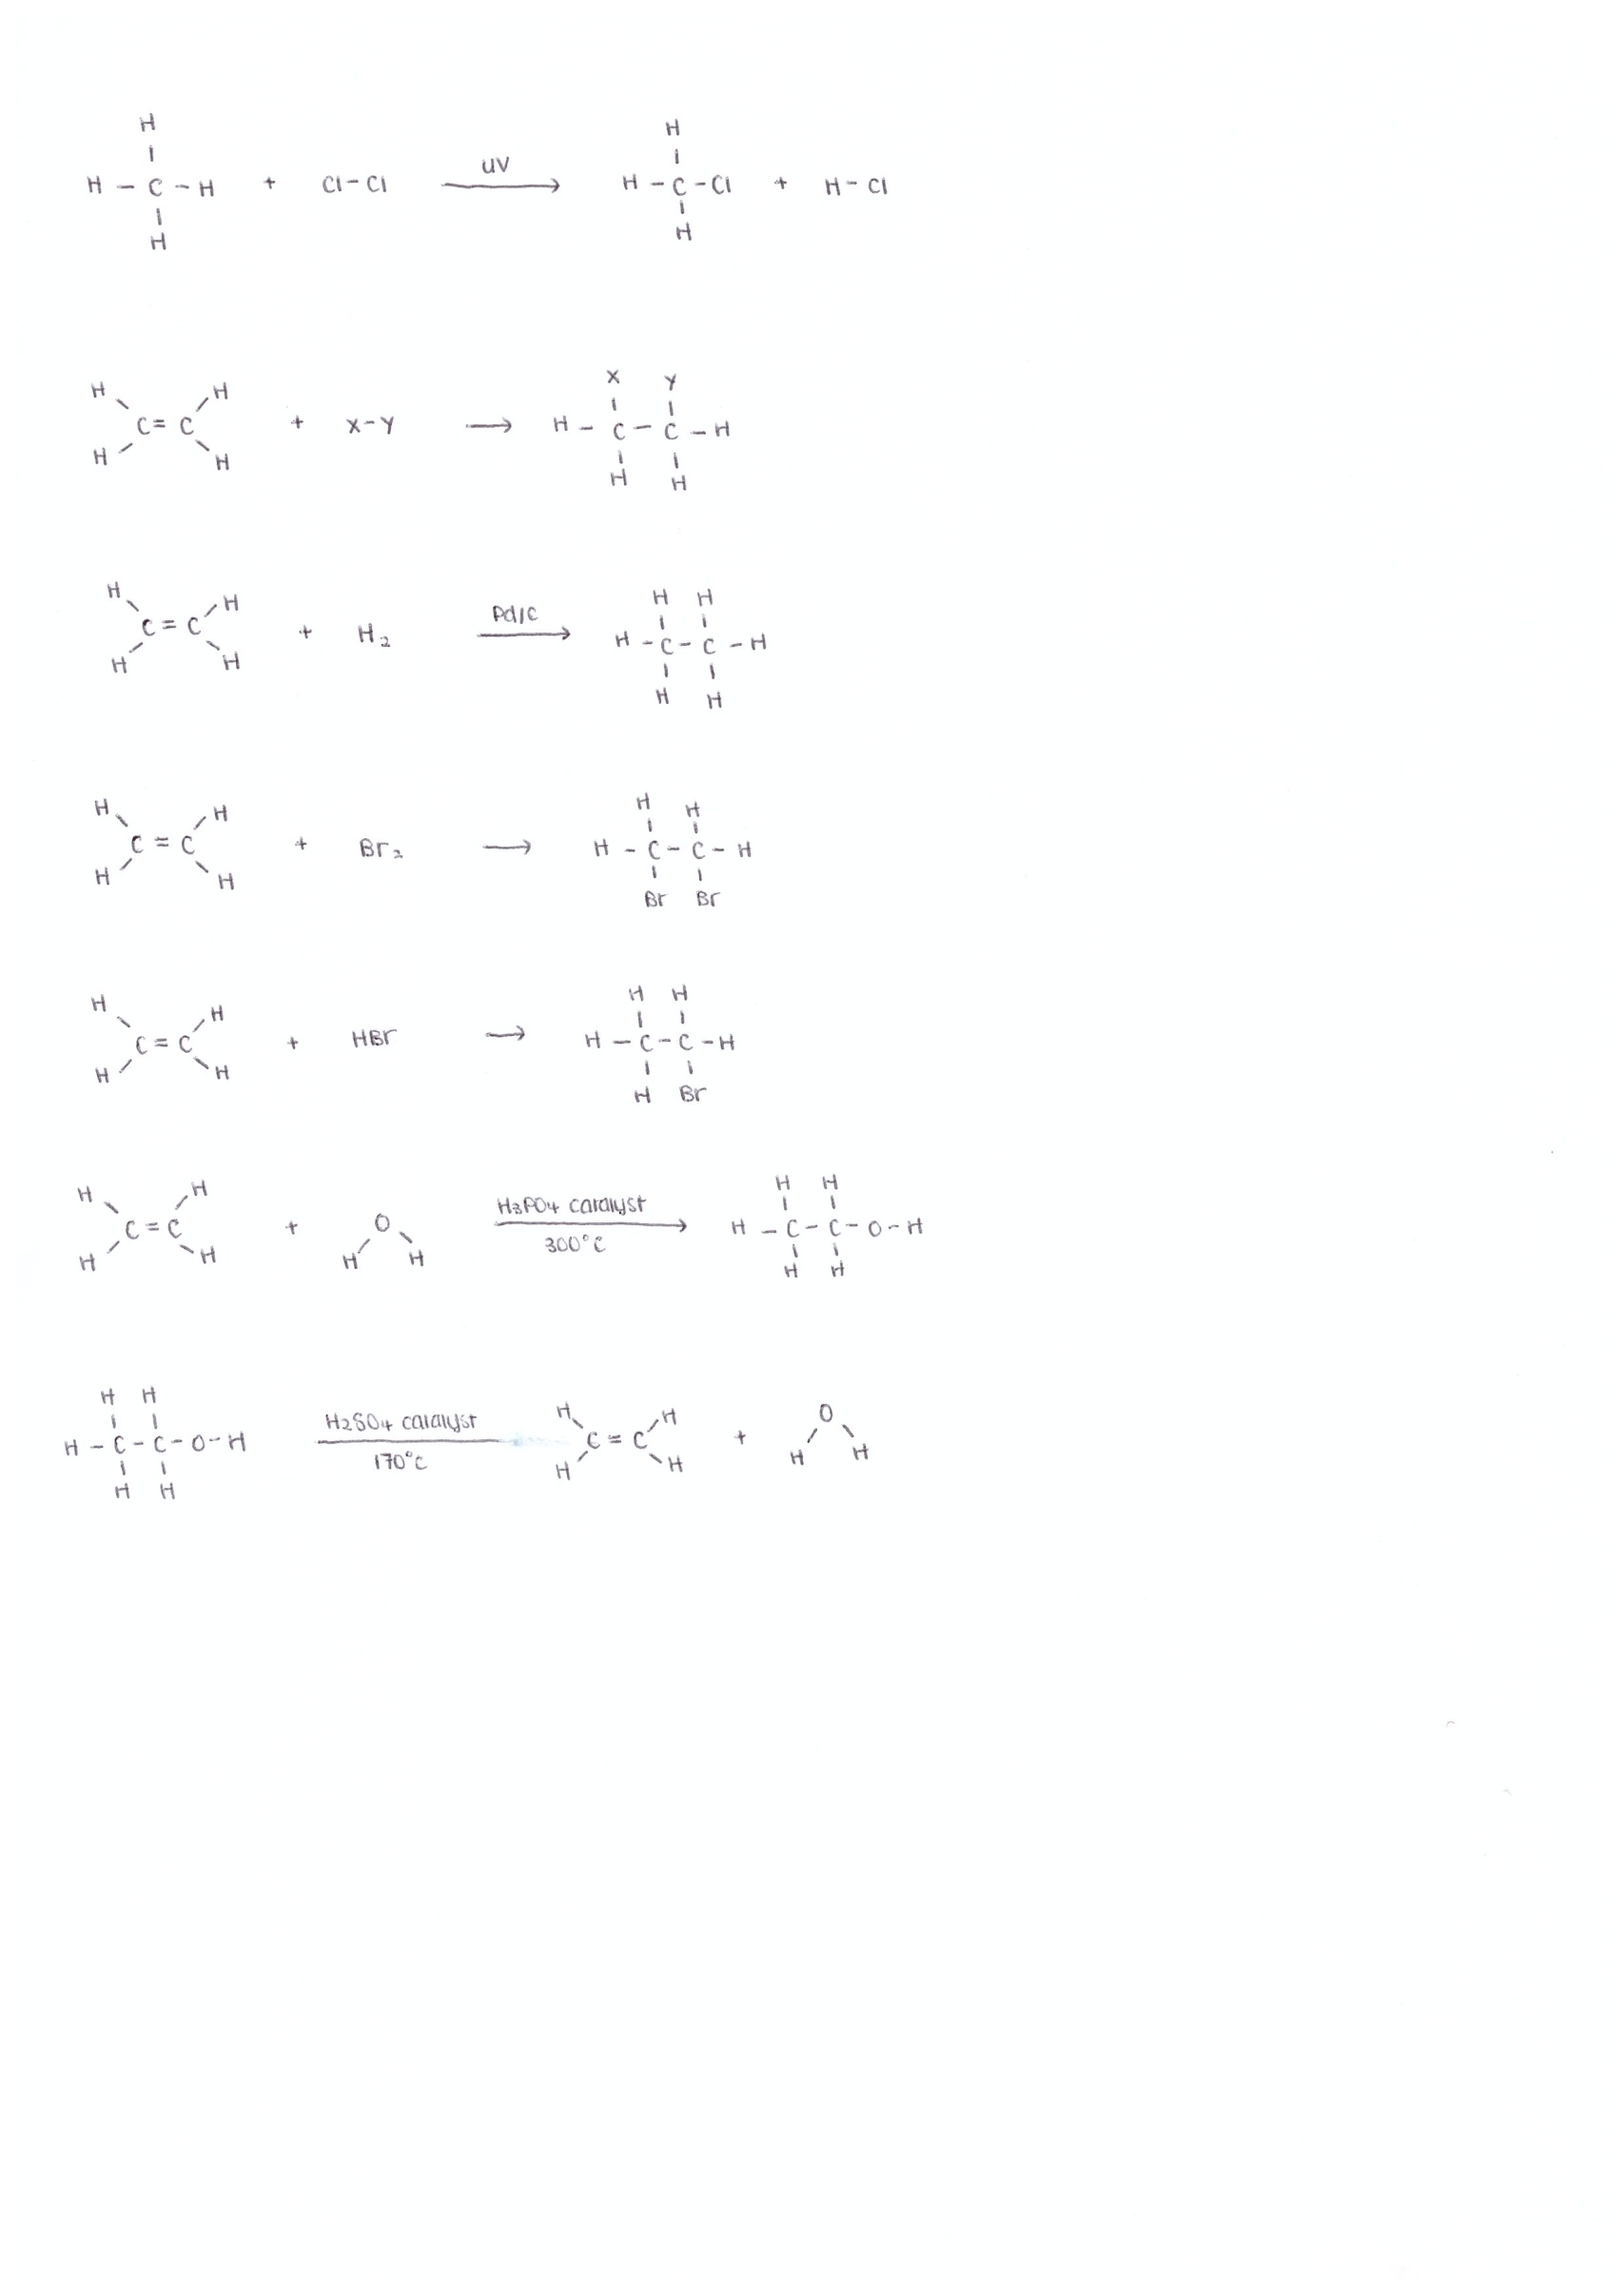 H
H – C – H + Cl–Cl uv → H – C – Cl + H – Cl
H
H H X Y
C = C + X–Y → H – C – C – H
H H H H
H H H H
C = C + H₂ Pd/C → H – C – C – H
H H H H
H H H H
C = C + Br₂ → H – C – C – H
H H Br Br
H H H H
C = C + HBr → H – C – C – H
H H H Br
H H H₃PO₄ catalyst H H
C = C + O → H – C – C – O – H
H H H H 300°C H H
H H H₂SO₄ catalyst H H O
H – C – C – O – H C = C +
H H 170°C H H H H